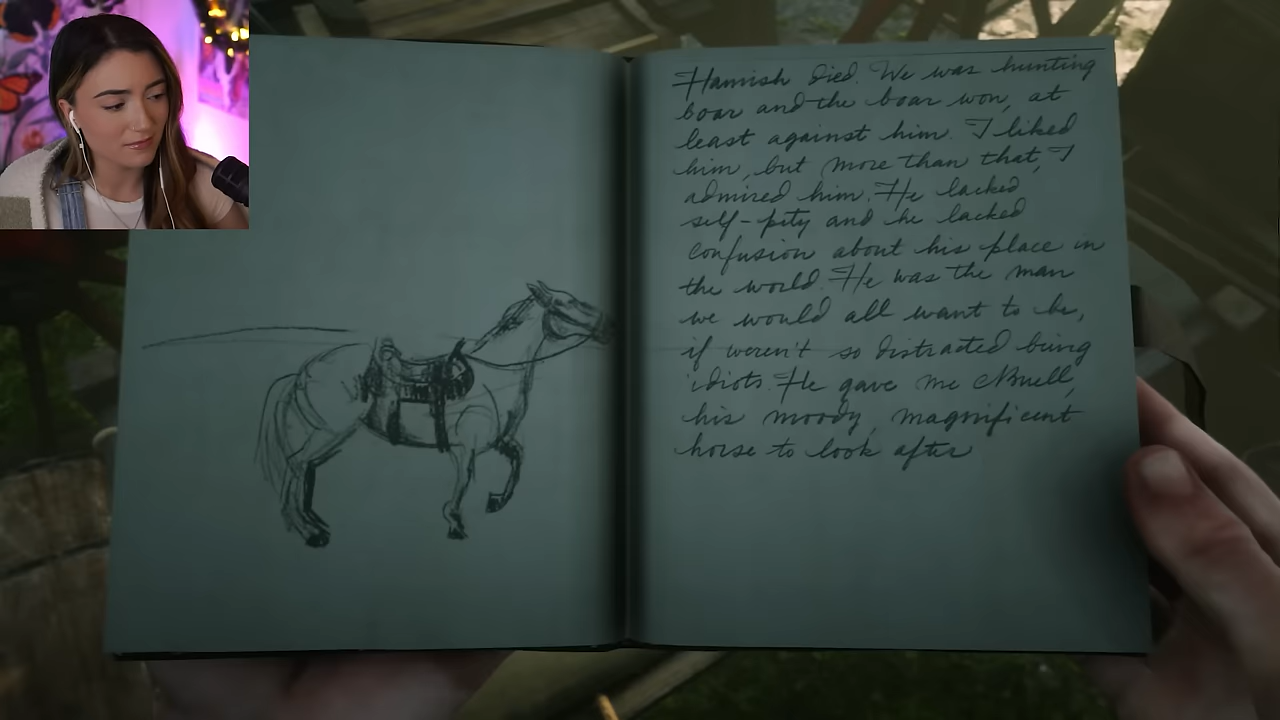 Hamish died. We was hunting
boar and the boar won, at
least against him. I liked
him, but more than that, I
admired him. He lacked
self-pity and he lacked
confusion about his place in
the world. He was the man
we would all want to be,
if weren't so distracted being
idiots. He gave me Buell,
his moody, magnificent
horse to look after